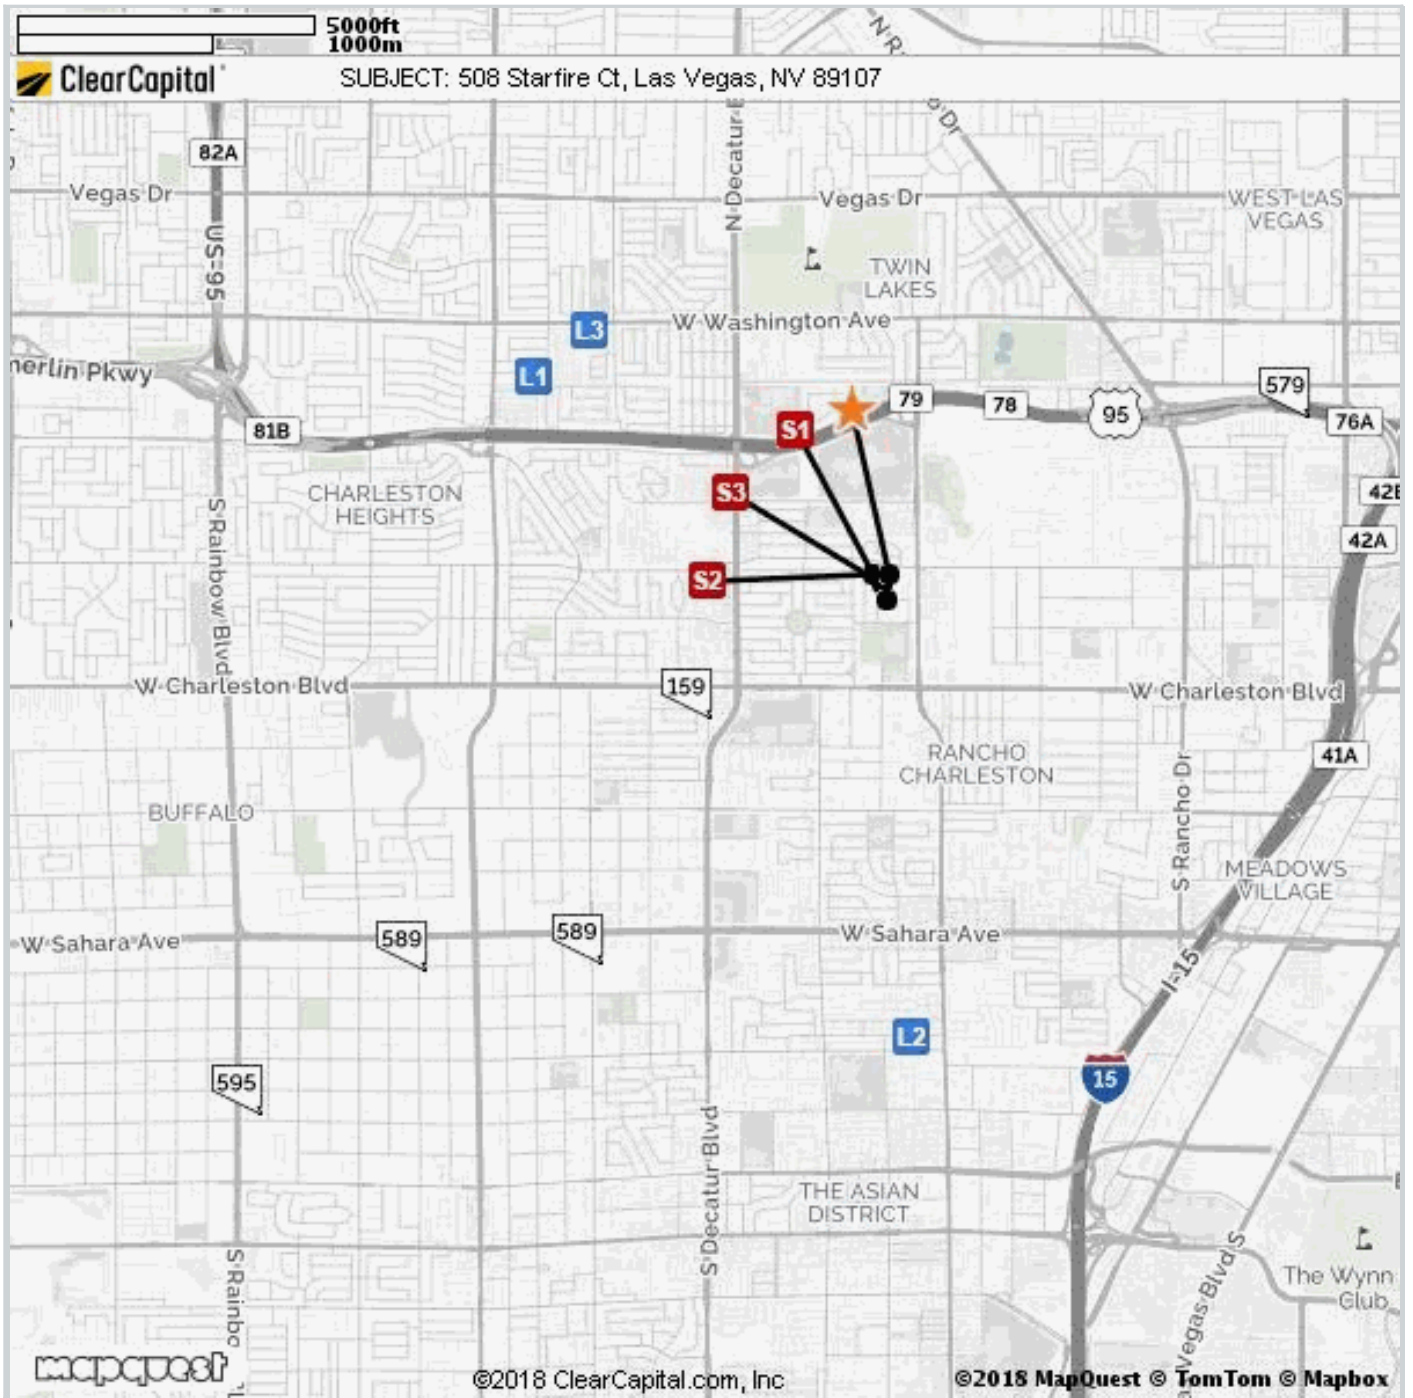 5000ft
1000m
N R
ClearCapital
SUBJECT: 508 Starfire Ct, Las Vegas, NV 89107
82A
N Decatur B
o Dr
Vegas Dr
Vegas Dr
WEST LAS
VEGAS
US-95
TWIN
LAKES
L3
W Washington Ave
merlin Pkwy
L1
79
78
95
579
76A
81B
S1
S3
CHARLESTON
HEIGHTS
42B
42A
S Rainbow Blvd
S2
159
W Charleston Blvd
W Charleston Blvd
RANCHO
CHARLESTON
41A
S Rancho Dr
BUFFALO
MEADOWS
VILLAGE
W Sahara Ave
589
589
W Sahara Ave
I-15
L2
595
15
S Decatur Blvd
THE ASIAN
DISTRICT
S Rainbo
Vegas Blvd S
The Wynn
Club
mapquest
©2018 ClearCapital.com, Inc
©2018 MapQuest © TomTom © Mapbox